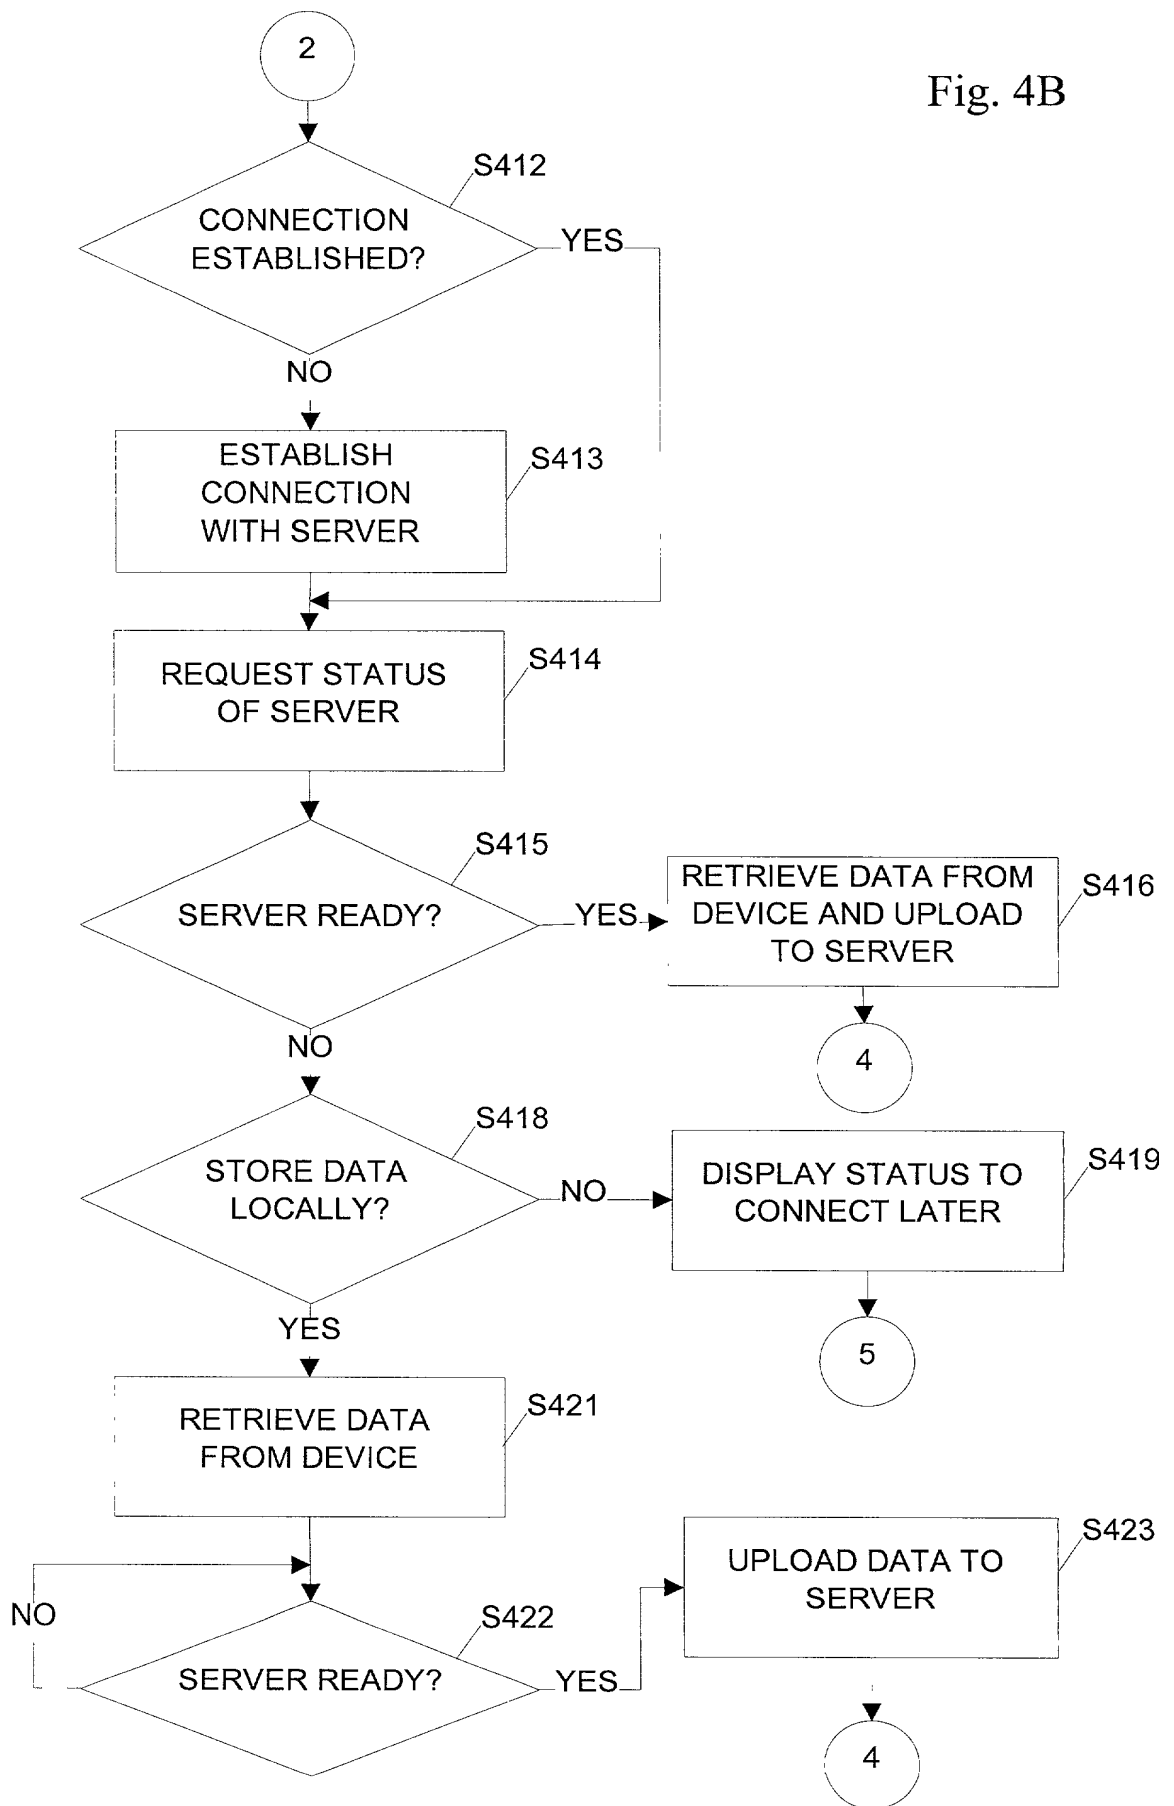 2
Fig. 4B
S412
CONNECTION
ESTABLISHED?
YES
NO
ESTABLISH
CONNECTION
WITH SERVER
S413
REQUEST STATUS
OF SERVER
S414
S415
SERVER READY?
YES
RETRIEVE DATA FROM
DEVICE AND UPLOAD
TO SERVER
S416
NO
4
S418
STORE DATA
LOCALLY?
NO
DISPLAY STATUS TO
CONNECT LATER
S419
YES
5
RETRIEVE DATA
FROM DEVICE
S421
UPLOAD DATA TO
SERVER
S423
NO
S422
SERVER READY?
YES
4